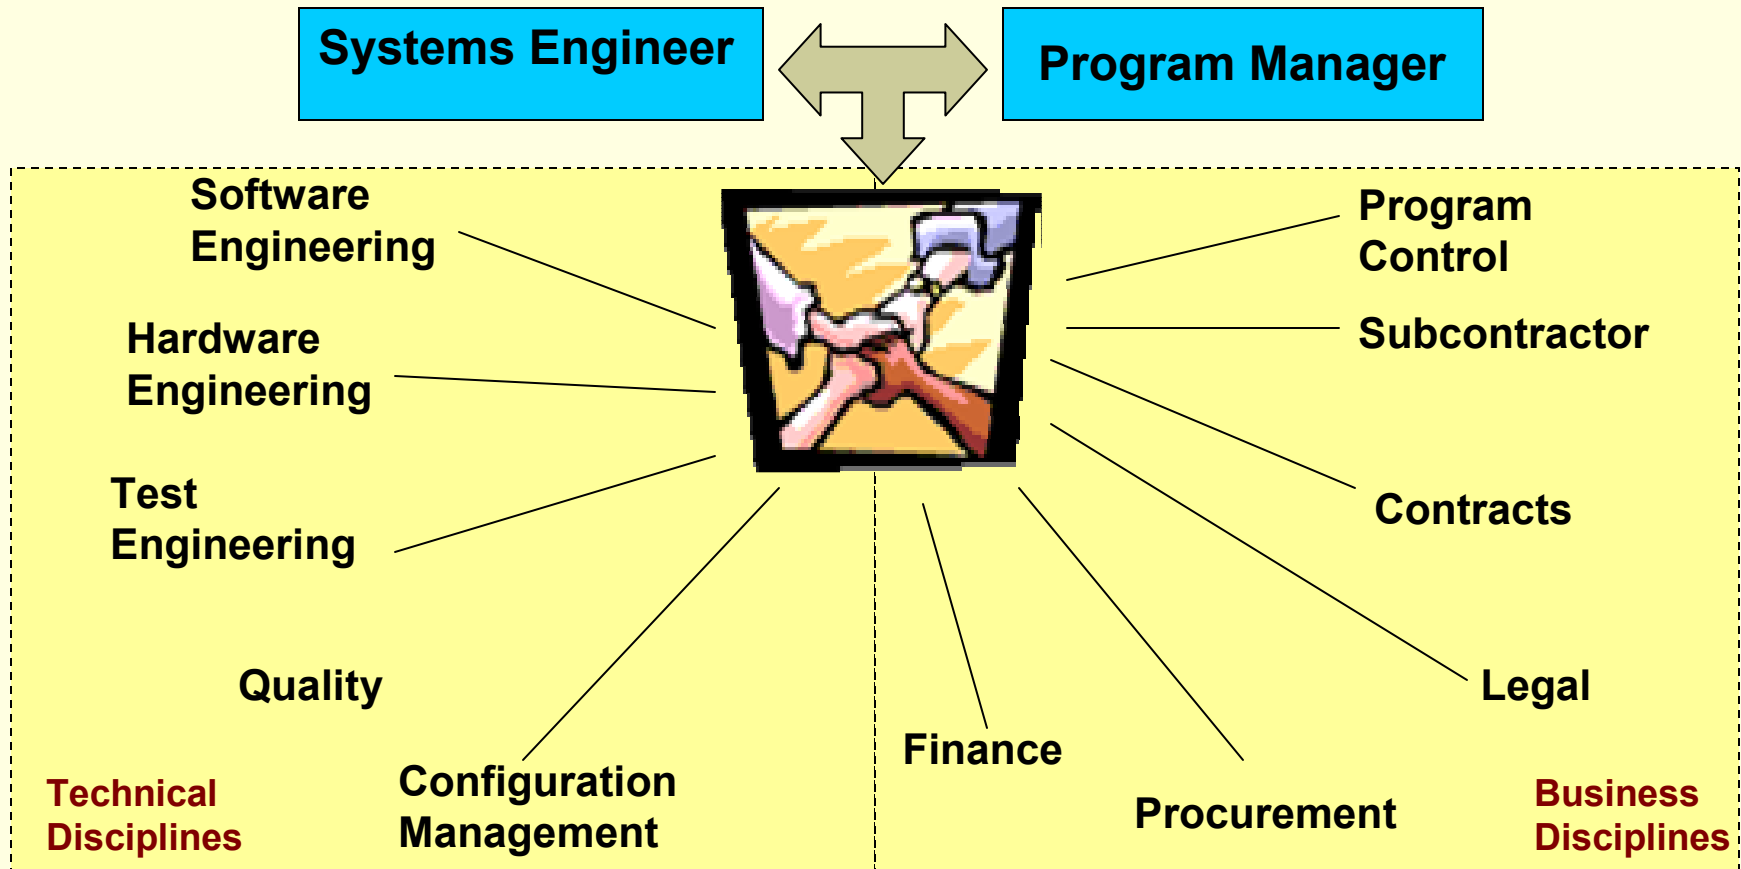 Systems Engineer
Program Manager
Software
Engineering
Hardware
Engineering
Test
Engineering
Quality
Configuration
Management
Technical
Disciplines
Program
Control
Subcontractor
Contracts
Legal
Finance
Procurement
Business
Disciplines